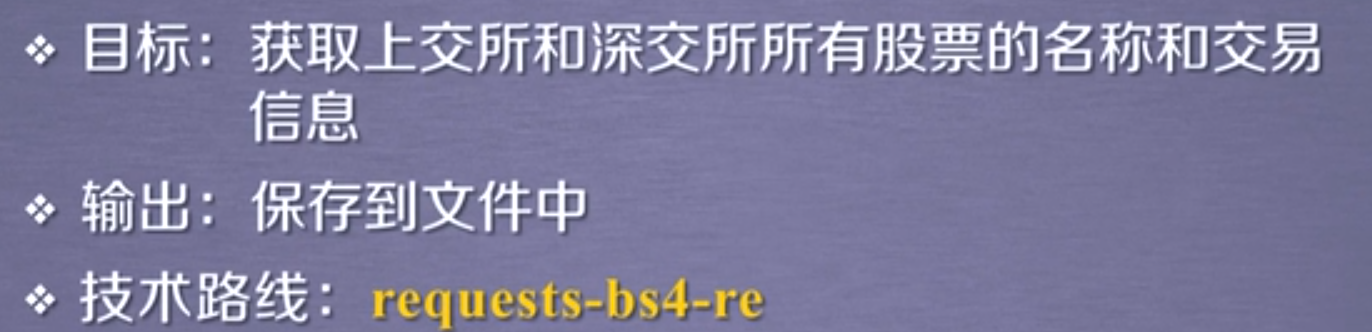 ❖ 目标：获取上交所和深交所所有股票的名称和交易
信息
❖ 输出：保存到文件中
❖ 技术路线：requests-bs4-re